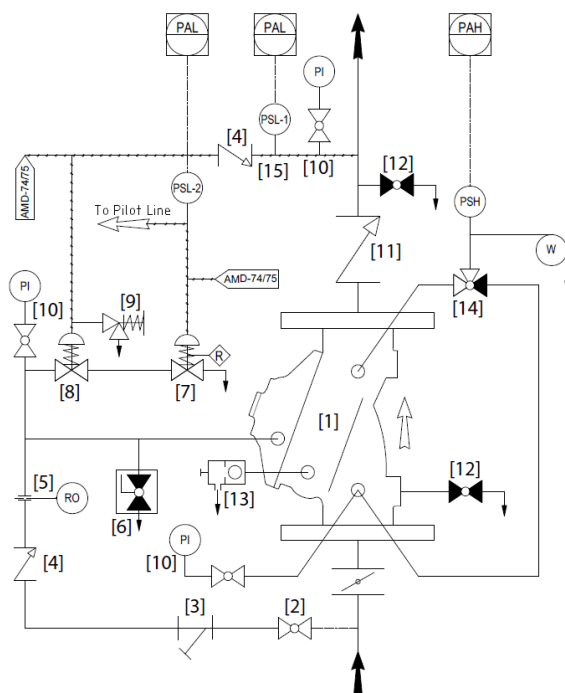 PAL
PAL
PAH
PI
PSL-1
[4]
[15]
[10]
[12]
AMD-74/75
PSL-2
PSH
To Pilot Line
[11]
W
AMD-74/75
PI
[10]
[9]
[14]
R
[8]
[7]
[1]
[12]
[5]
RO
[13]
[6]
PI
[4]
[10]
[3]
[2]